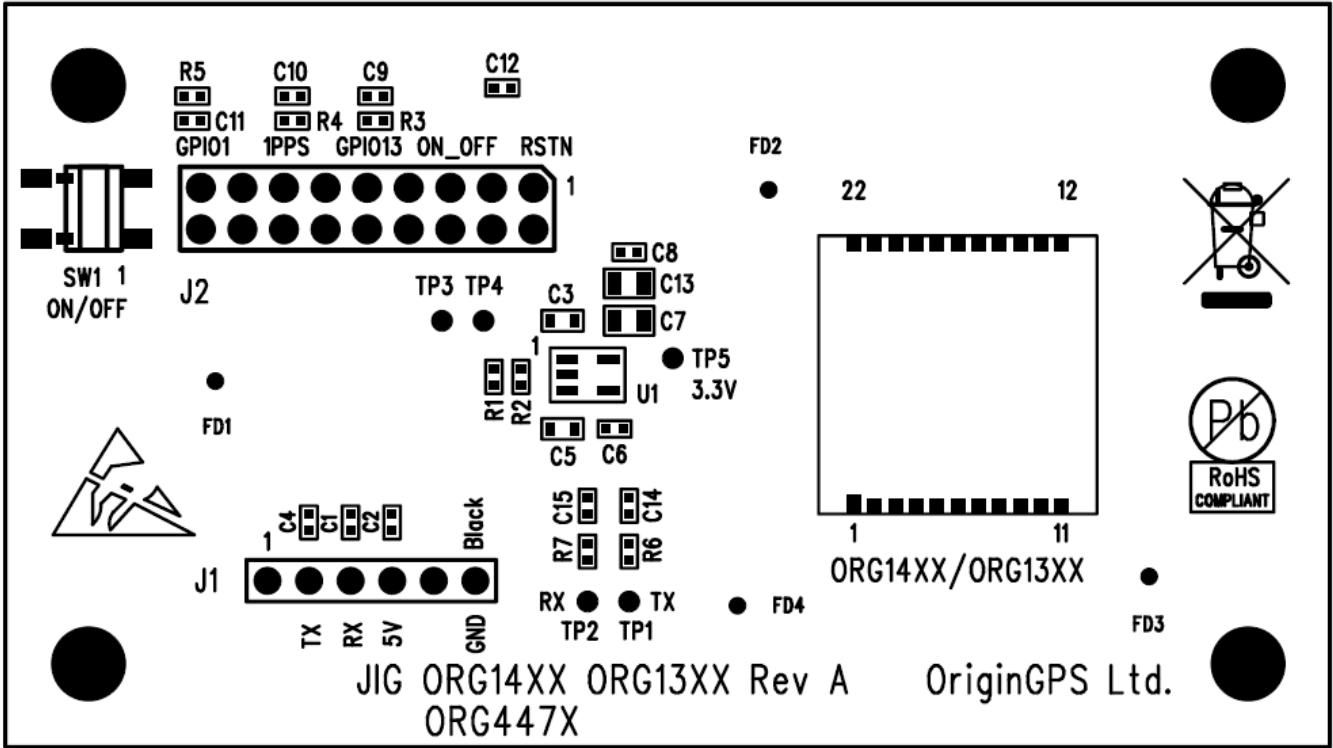 R5 C10 C9 C12
C11 R4 R3
GPIO1 1PPS GPIO13 ON_OFF RSTN
1
FD2
22 12
SW1 1
ON/OFF
J2
TP3 TP4
C8
C13
C3
C7
1
TP5
3.3V
R1 R2
U1
FD1
C5 C6
Pb
RoHS
COMPLIANT
C4 C1 C2 Black
1
C15 C14
R7 R6
1 11
ORG14XX/ORG13XX
J1
RX TX
TP2 TP1
FD4
FD3
TX RX 5V GND
JIG ORG14XX ORG13XX Rev A OriginGPS Ltd.
ORG447X